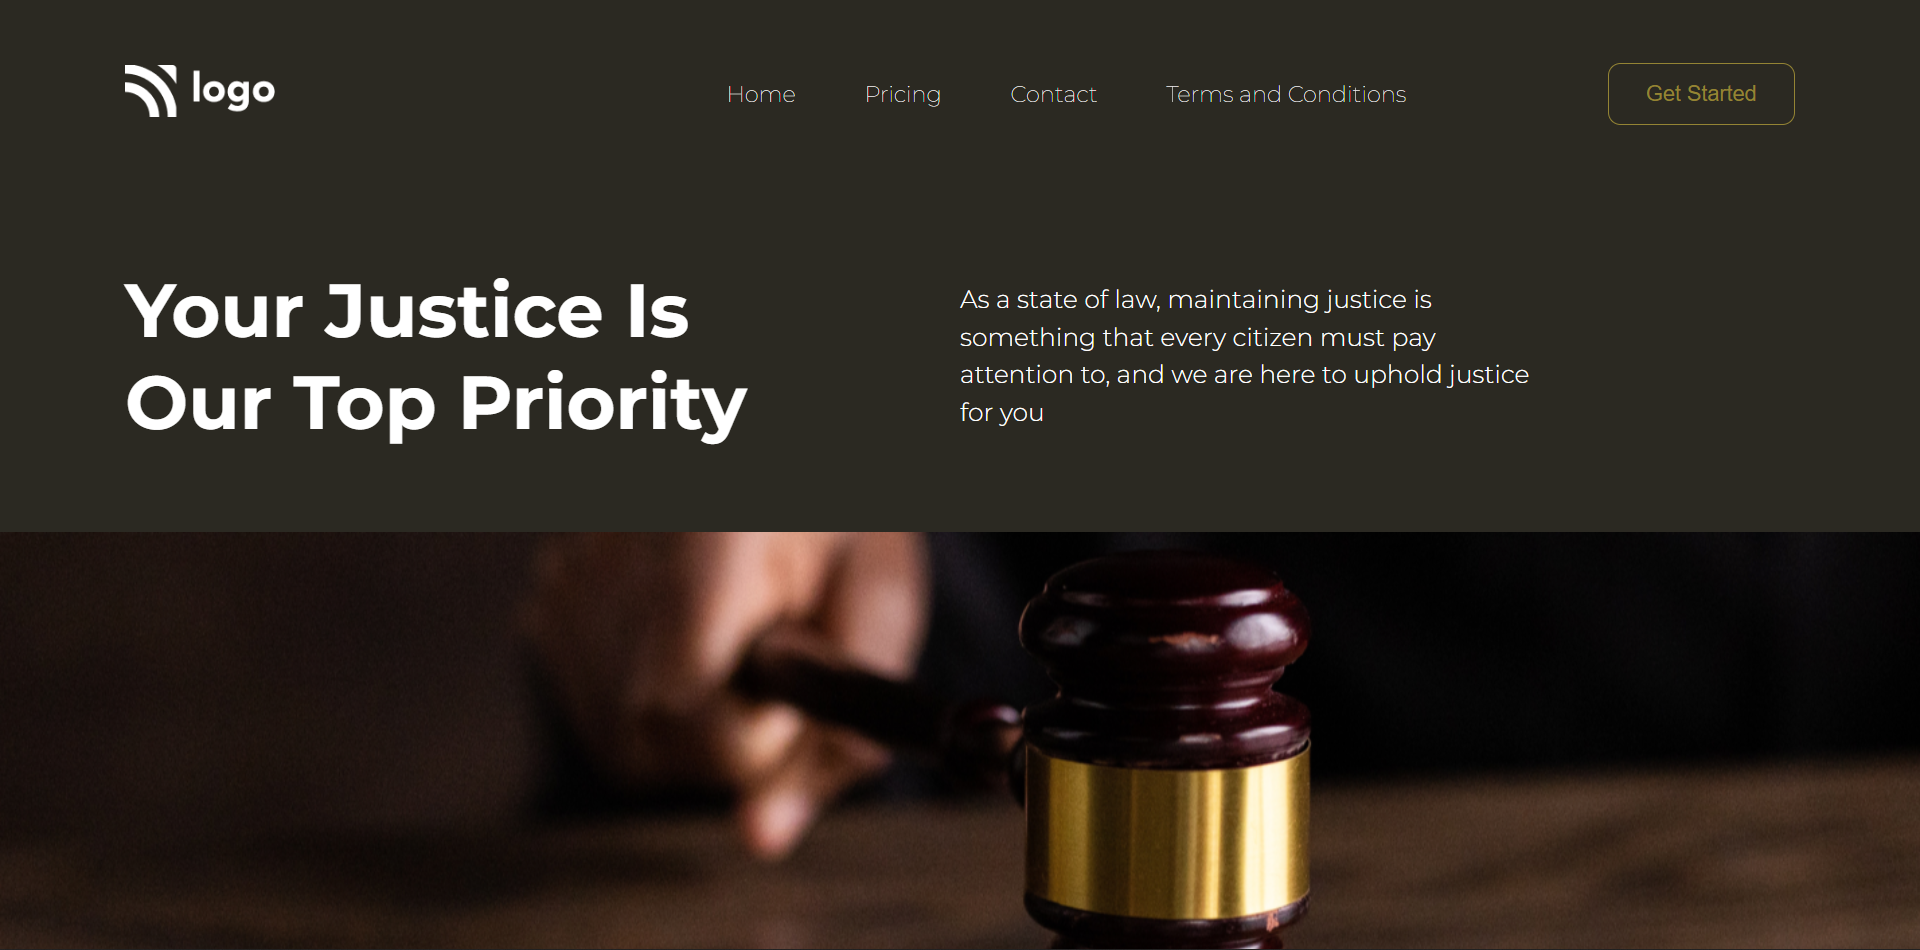 logo
Home Pricing Contact Terms and Conditions
Get Started
Your Justice Is
Our Top Priority
As a state of law, maintaining justice is
something that every citizen must pay
attention to, and we are here to uphold justice
for you